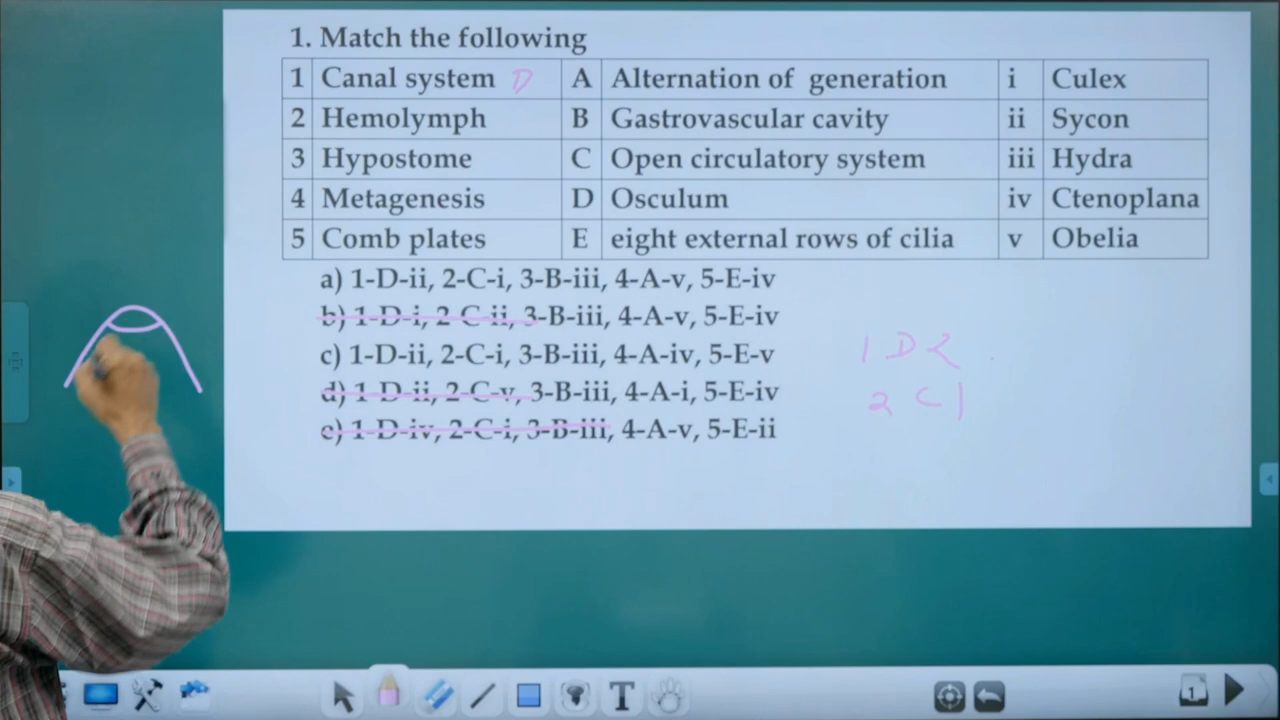 1. Match the following
1 Canal system D A Alternation of generation i Culex
2 Hemolymph B Gastrovascular cavity ii Sycon
3 Hypostome C Open circulatory system iii Hydra
4 Metagenesis D Osculum iv Ctenoplana
5 Comb plates E eight external rows of cilia v Obelia
a) 1-D-ii, 2-C-i, 3-B-iii, 4-A-v, 5-E-iv
b) 1-D-i, 2-C-ii, 3-B-iii, 4-A-v, 5-E-iv
c) 1-D-ii, 2-C-i, 3-B-iii, 4-A-iv, 5-E-v
d) 1-D-ii, 2-C-v, 3-B-iii, 4-A-i, 5-E-iv
e) 1-D-iv, 2-C-i, 3-B-iii, 4-A-v, 5-E-ii
1 D 2
2 C 1
T
1